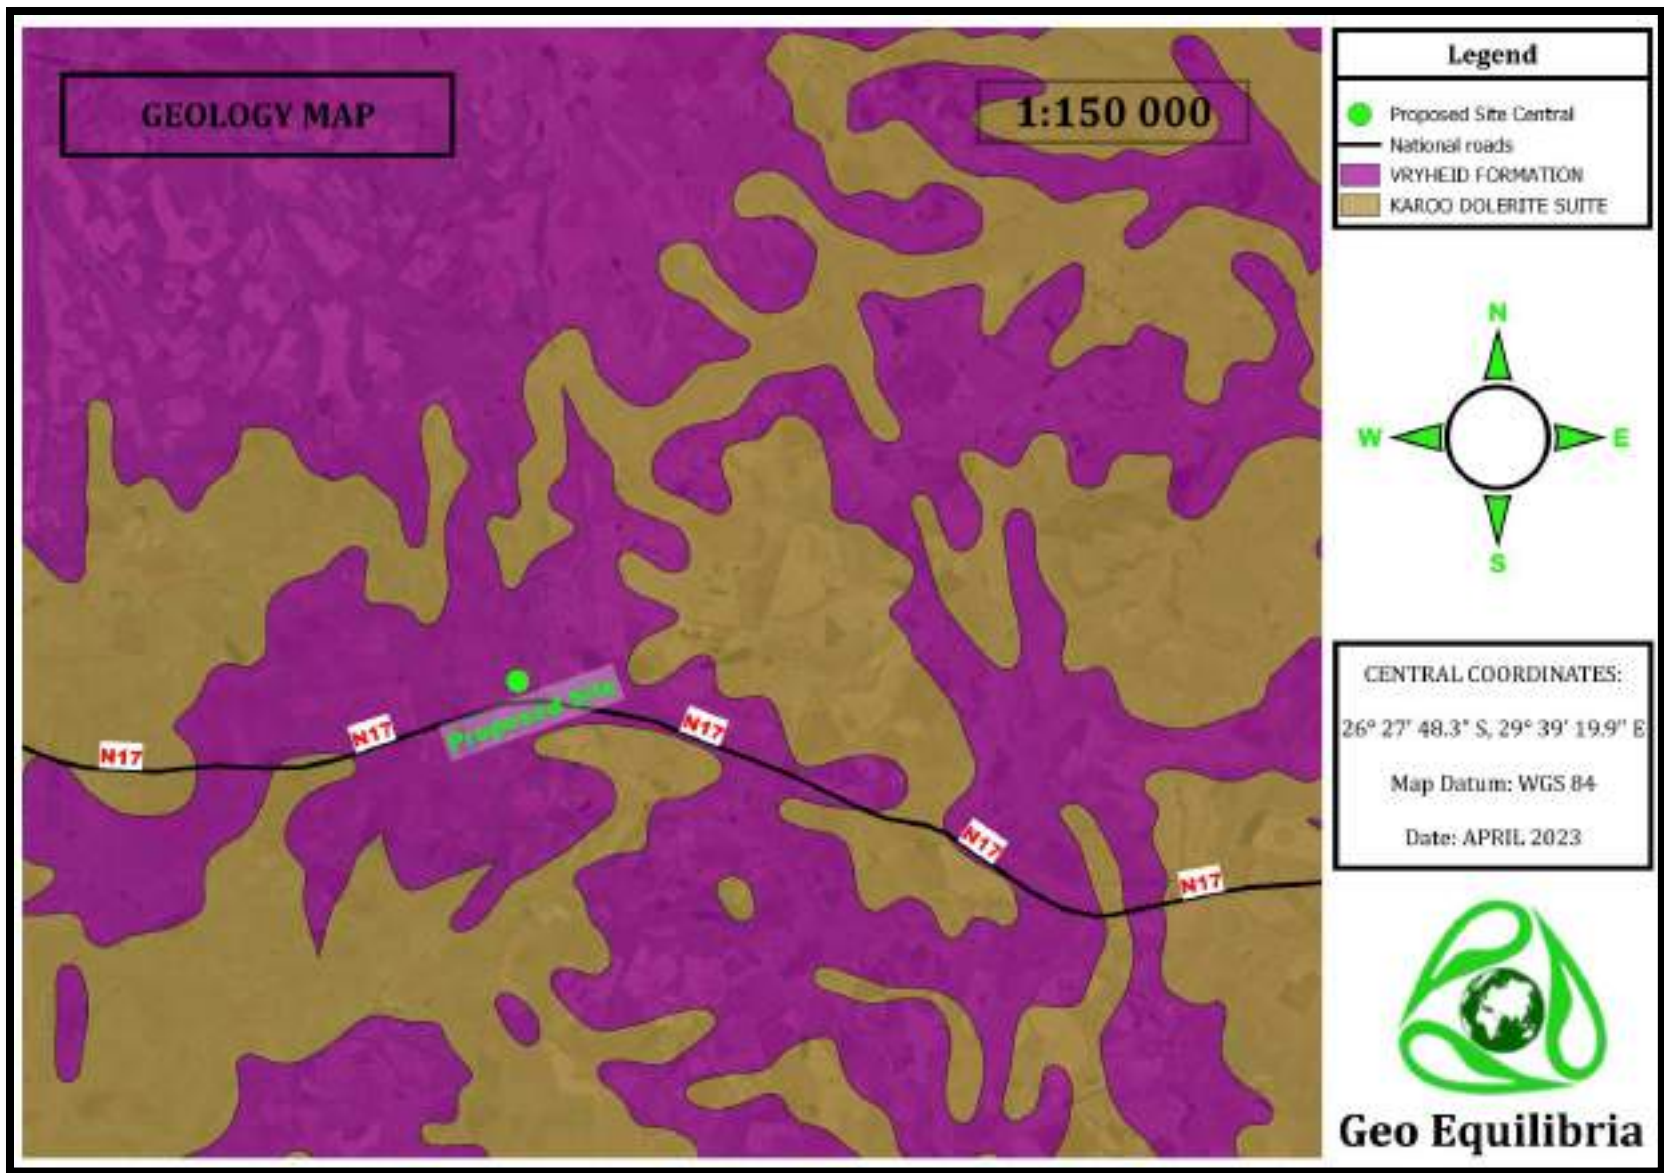 GEOLOGY MAP
1:150 000
N17
N17
Proposed Site
N17
N17
N17
Legend
Proposed Site Central
National roads
VRYHEID FORMATION
KAROO DOLERITE SUITE
N
W
E
S
CENTRAL COORDINATES:
26° 27' 48.3" S, 29° 39' 19.9" E
Map Datum: WGS 84
Date: APRIL 2023
Geo Equilibria